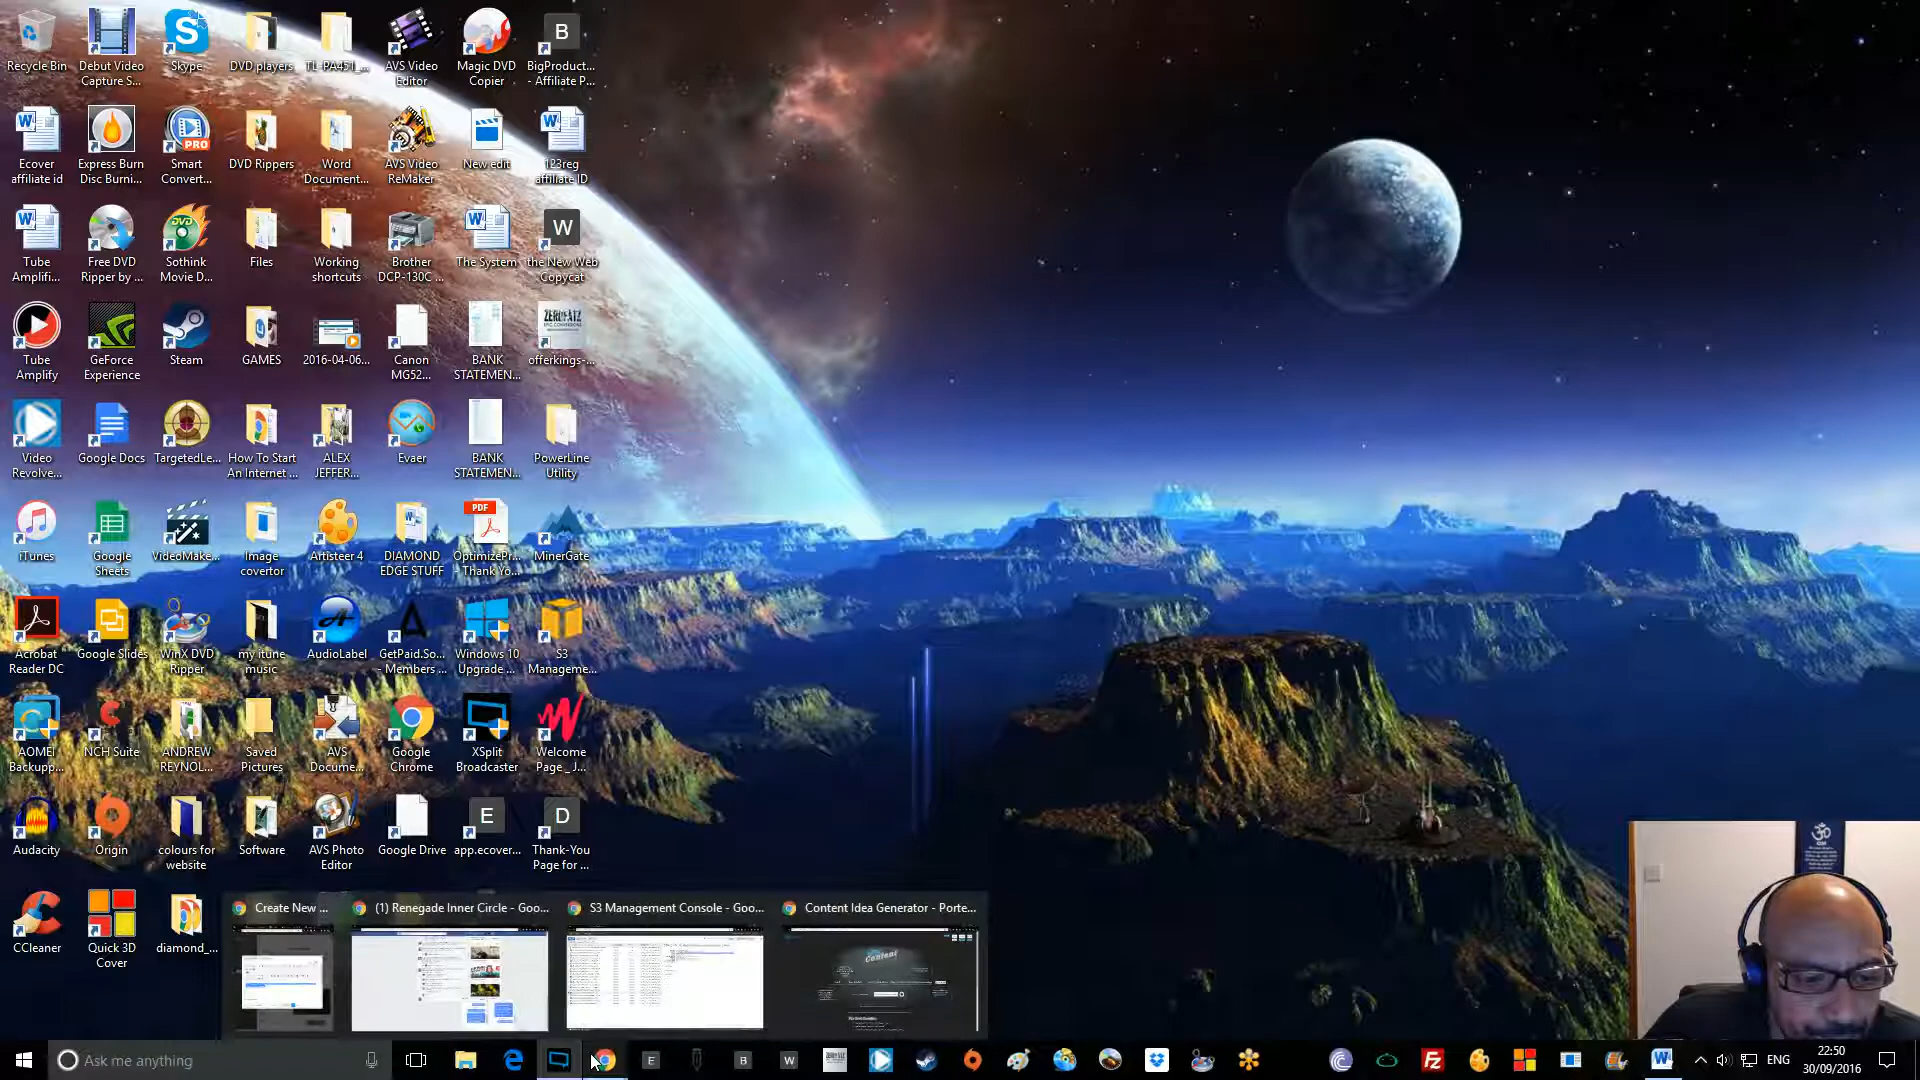 Recycle Bin
Debut Video
Capture S...
Skype
DVD players
TL-PA451_...
AVS Video
Editor
Magic DVD
Copier
B
BigProduct...
- Affiliate P...
Ecover
affiliate id
Express Burn
Disc Burni...
PRO
Smart
Convert...
DVD Rippers
Word
Document...
AVS Video
ReMaker
New edit
123reg
affiliate ID
Tube
Amplifi...
Free DVD
Ripper by ...
DVD
Sothink
Movie D...
Files
Working
shortcuts
Brother
DCP-130C ...
The System
W
the New Web
Copycat
Tube
Amplify
GeForce
Experience
Steam
GAMES
2016-04-06...
Canon
MG52...
BANK
STATEMEN...
offerkings-...
Video
Revolve...
Google Docs
TargetedLe...
How To Start
An Internet ...
ALEX
JEFFER...
Evaer
BANK
STATEMEN...
PowerLine
Utility
iTunes
Google
Sheets
VideoMake...
Image
covertor
Artisteer 4
DIAMOND
EDGE STUFF
PDF
OptimizePr...
- Thank Yo...
MinerGate
Acrobat
Reader DC
Google Slides
WinX DVD
Ripper
my itune
music
AudioLabel
GetPaid.So...
- Members ...
Windows 10
Upgrade ...
S3
Manageme...
AOMEI
Backupp...
NCH Suite
ANDREW
REYNOL...
Saved
Pictures
AVS
Docume...
Google
Chrome
XSplit
Broadcaster
Welcome
Page _ J...
Audacity
Origin
colours for
website
Software
AVS Photo
Editor
Google Drive
E
app.ecover...
D
Thank-You
Page for ...
CCleaner
Quick 3D
Cover
diamond_...
Create New ...
(1) Renegade Inner Circle - Goo...
S3 Management Console - Goo...
Content Idea Generator - Porte...
Content
Ask me anything
E
B
W
ENG
22:50
30/09/2016